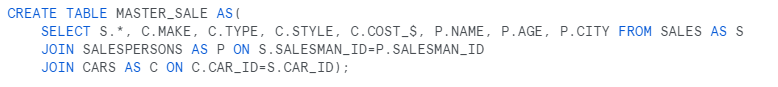 CREATE TABLE MASTER_SALE AS(
SELECT S.*, C.MAKE, C.TYPE, C.STYLE, C.COST_$, P.NAME, P.AGE, P.CITY FROM SALES AS S
JOIN SALESPERSONS AS P ON S.SALESMAN_ID=P.SALESMAN_ID
JOIN CARS AS C ON C.CAR_ID=S.CAR_ID);